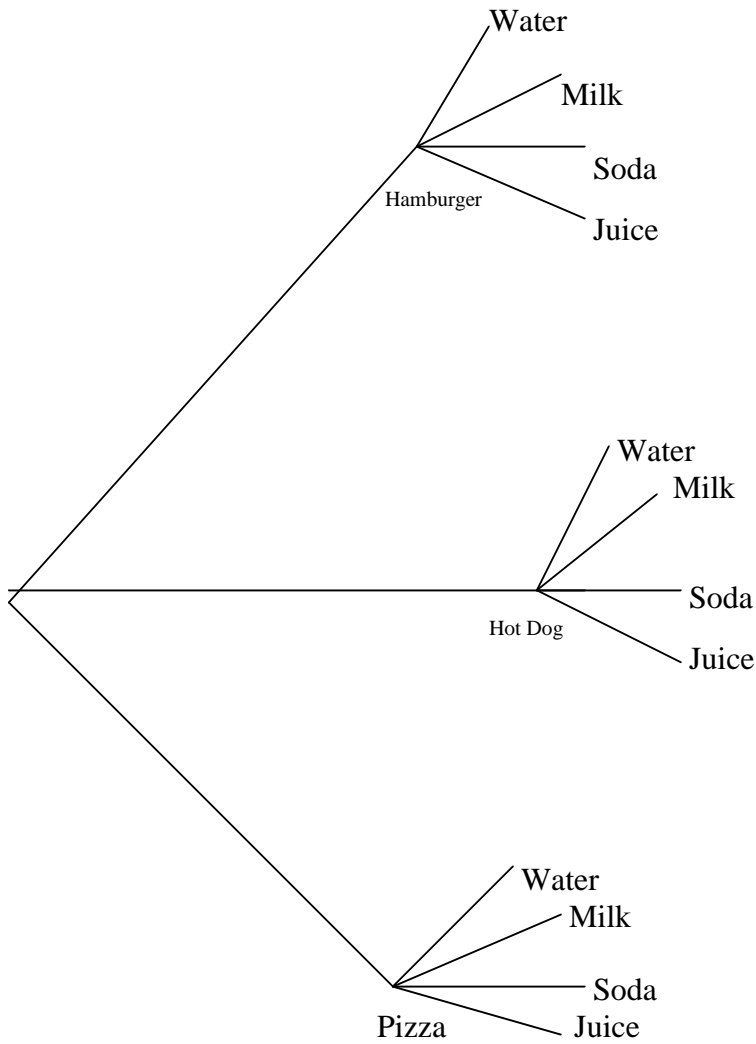 Water
Milk
Soda
Hamburger
Juice
Water
Milk
Soda
Hot Dog
Juice
Water
Milk
Soda
Pizza
Juice